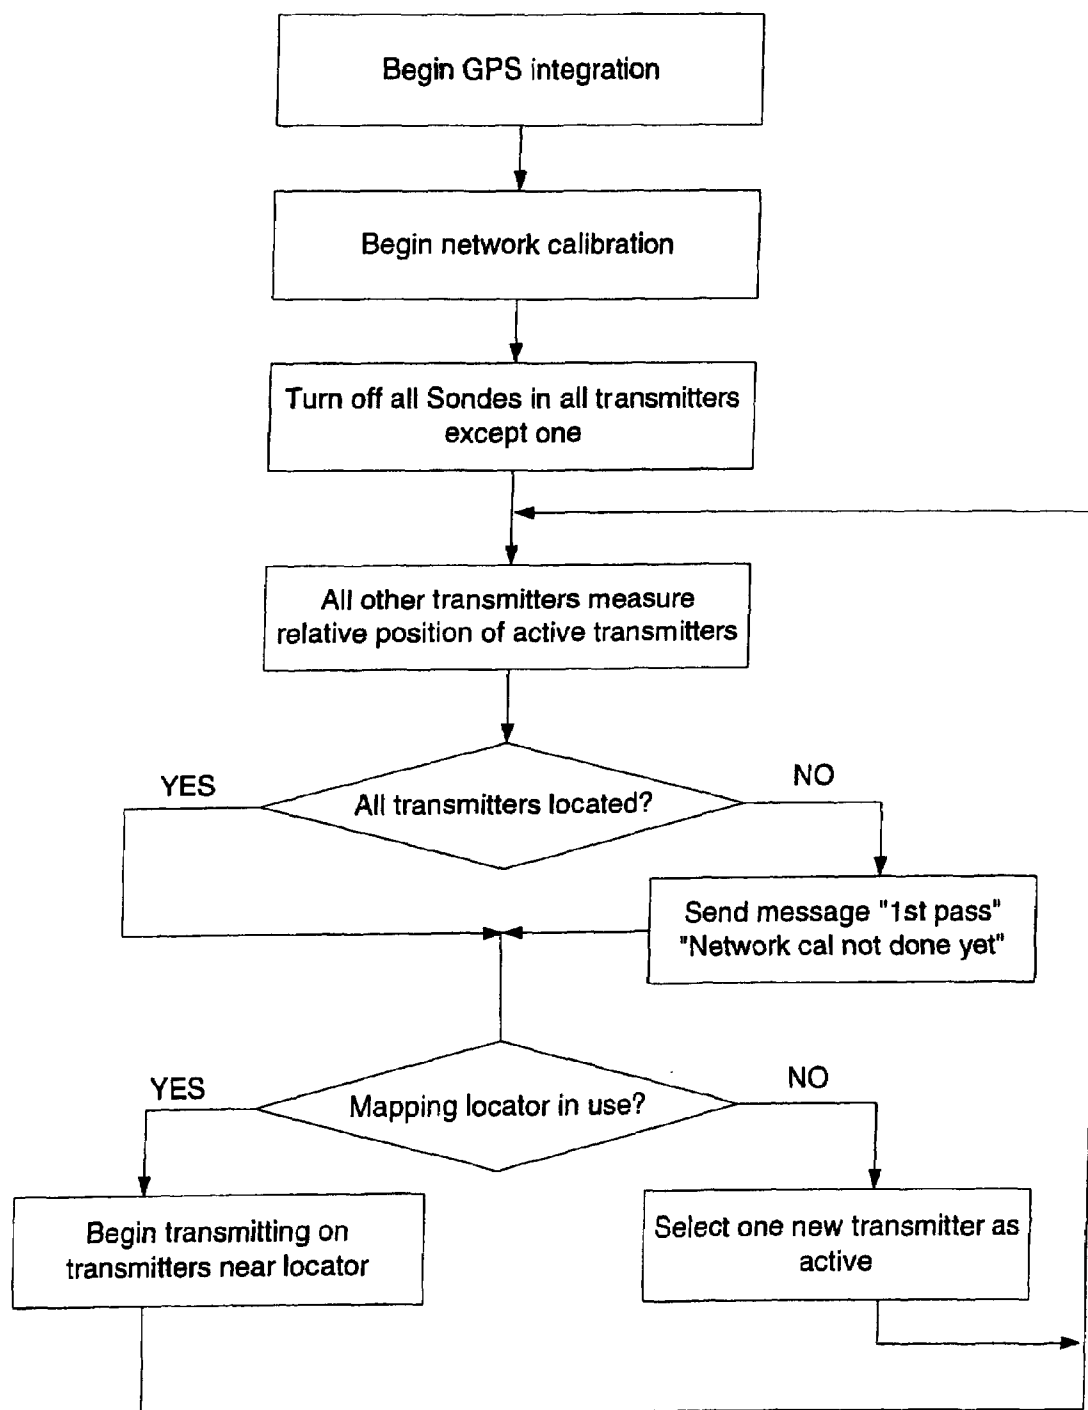 Begin GPS integration
Begin network calibration
Turn off all Sondes in all transmitters
except one
All other transmitters measure
relative position of active transmitters
YES
NO
All transmitters located?
Send message "1st pass"
"Network cal not done yet"
YES
NO
Mapping locator in use?
Begin transmitting on
transmitters near locator
Select one new transmitter as
active